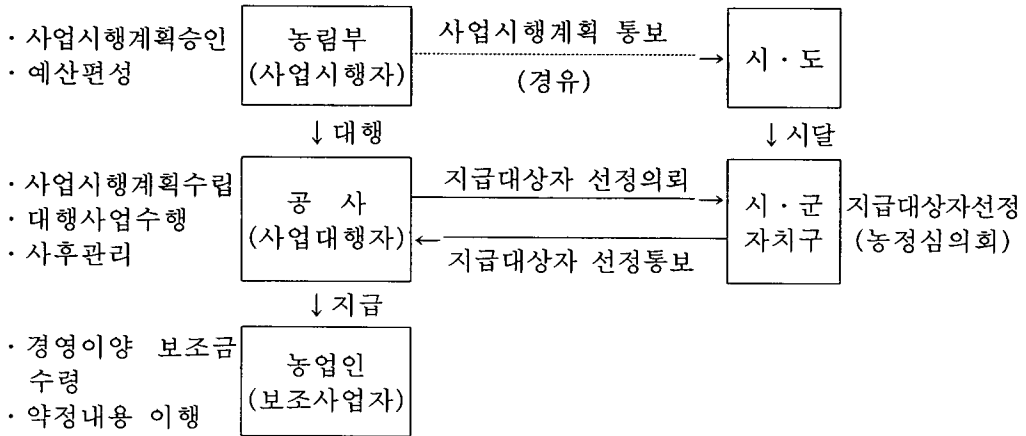 · 사업시행계획승인
· 예산편성
농림부
(사업시행자)
사업시행계획 통보
(경유)
→
시 · 도
↓ 대행
↓ 시달
· 사업시행계획수립
· 대행사업수행
· 사후관리
공 사
(사업대행자)
지급대상자 선정의뢰
→
←
지급대상자 선정통보
시 · 군
자치구
지급대상자선정
(농정심의회)
↓ 지급
· 경영이양 보조금
수령
· 약정내용 이행
농업인
(보조사업자)